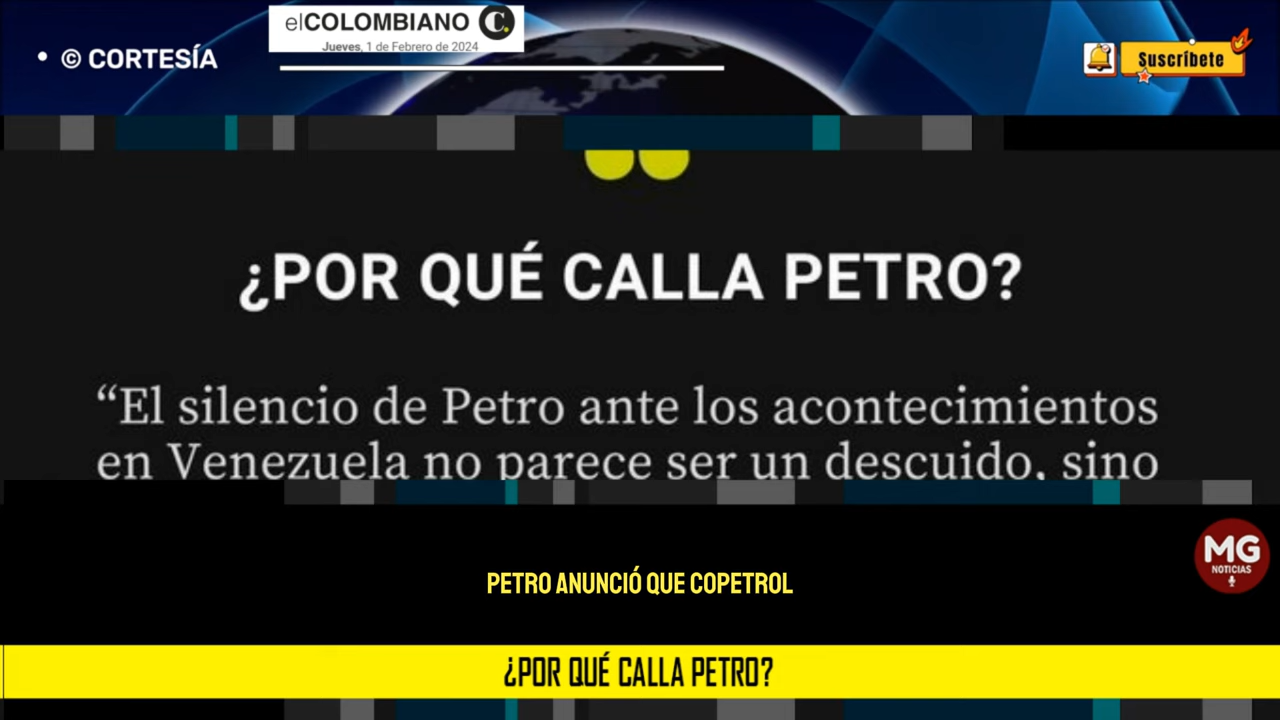 elCOLOMBIANO C.
Jueves, 1 de Febrero de 2024
• © CORTESÍA
Suscríbete
¿POR QUÉ CALLA PETRO?
“El silencio de Petro ante los acontecimientos
en Venezuela no parece ser un descuido, sino
MG
NOTICIAS
PETRO ANUNCIÓ QUE COPETROL
¿POR QUÉ CALLA PETRO?